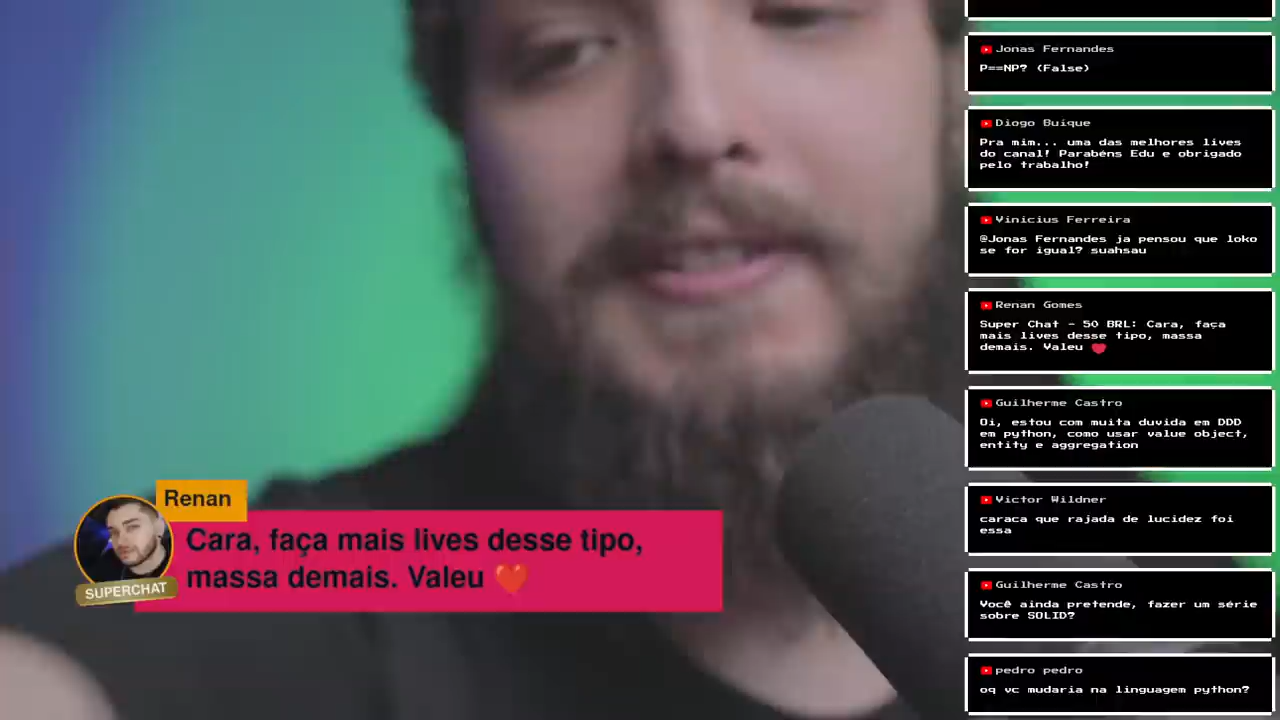 Renan
Cara, faça mais lives desse tipo,
massa demais. Valeu ❤️
SUPERCHAT
Jonas Fernandes
P==NP? (False)
Diogo Buique
Pra mim... uma das melhores lives
do canal! Parabéns Edu e obrigado
pelo trabalho!
Vinicius Ferreira
@Jonas Fernandes ja pensou que loko
se for igual? suahsau
Renan Gomes
Super Chat - 50 BRL: Cara, faça
mais lives desse tipo, massa
demais. Valeu ❤️
Guilherme Castro
Oi, estou com muita duvida em DDD
em python, como usar value object,
entity e aggregation
Victor Wildner
caraca que rajada de lucidez foi
essa
Guilherme Castro
Você ainda pretende, fazer um série
sobre SOLID?
pedro pedro
oq vc mudaria na linguagem python?